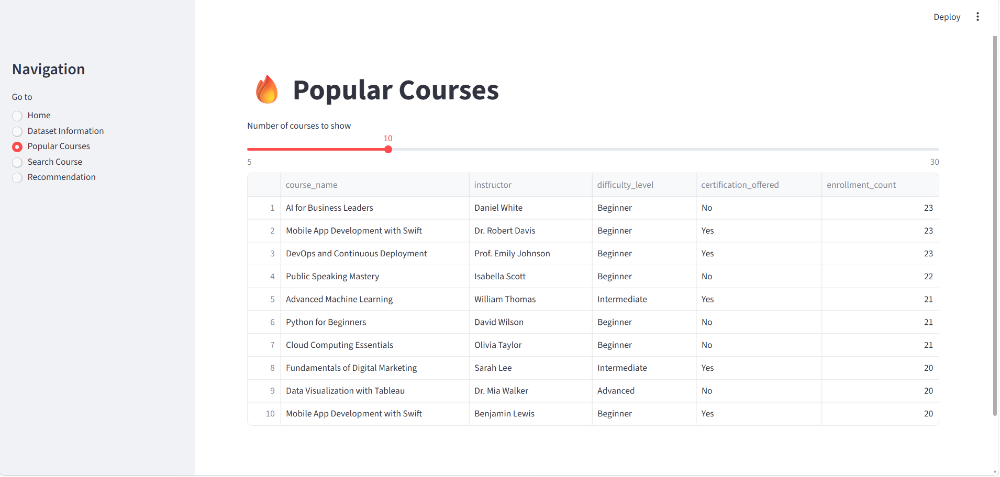 Deploy
Navigation
Go to
Home
Dataset Information
Popular Courses
Search Course
Recommendation
Popular Courses
Number of courses to show
10
5 30
course_name instructor difficulty_level certification_offered enrollment_count
1 AI for Business Leaders Daniel White Beginner No 23
2 Mobile App Development with Swift Dr. Robert Davis Beginner Yes 23
3 DevOps and Continuous Deployment Prof. Emily Johnson Beginner Yes 23
4 Public Speaking Mastery Isabella Scott Beginner No 22
5 Advanced Machine Learning William Thomas Intermediate Yes 21
6 Python for Beginners David Wilson Beginner No 21
7 Cloud Computing Essentials Olivia Taylor Beginner No 21
8 Fundamentals of Digital Marketing Sarah Lee Intermediate Yes 20
9 Data Visualization with Tableau Dr. Mia Walker Advanced No 20
10 Mobile App Development with Swift Benjamin Lewis Beginner Yes 20